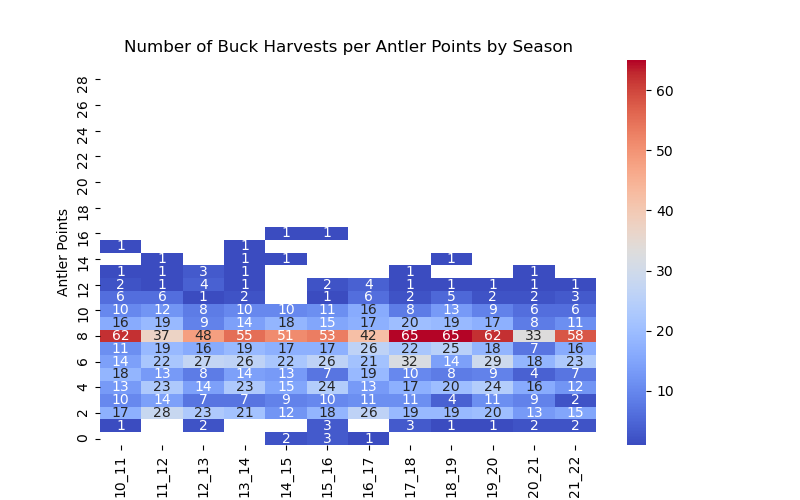 Number of Buck Harvests per Antler Points by Season
Antler Points
28
26
24
22
20
18
16 1 1
1 1
14 1 1 1 1
1 1 3 1 1 1
12 2 1 4 1 2 4 1 1 1 1 1
6 6 1 2 1 6 2 5 2 2 3
10 10 12 8 10 10 11 16 8 13 9 6 6
16 19 9 14 18 15 17 20 19 17 8 11
8 62 37 48 55 51 53 42 65 65 62 33 58
11 19 16 19 17 17 26 22 25 18 7 16
6 14 22 27 26 22 26 21 32 14 29 18 23
18 13 8 14 13 7 19 10 8 9 4 7
4 13 23 14 23 15 24 13 17 20 24 16 12
10 14 7 7 9 10 11 11 4 11 9 2
2 17 28 23 21 12 18 26 19 19 20 13 15
1 2 3 3 1 1 2 2
0 2 3 1
10_11 11_12 12_13 13_14 14_15 15_16 16_17 17_18 18_19 19_20 20_21 21_22
60
50
40
30
20
10